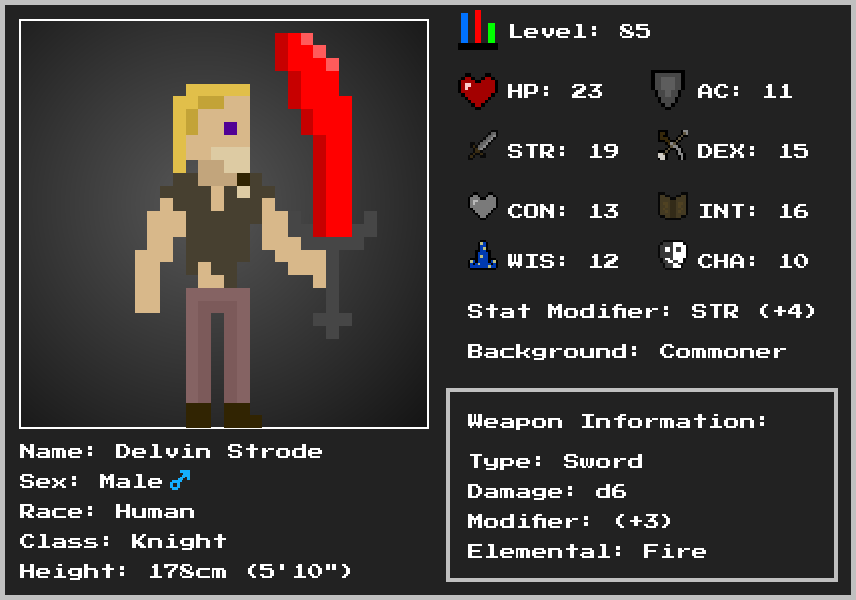 Level: 85
HP: 23
AC: 11
STR: 19
DEX: 15
CON: 13
INT: 16
WIS: 12
CHA: 10
Stat Modifier: STR (+4)
Background: Commoner
Name: Delvin Strode
Sex: Male♂
Race: Human
Class: Knight
Height: 178cm (5'10")
Weapon Information:
Type: Sword
Damage: d6
Modifier: (+3)
Elemental: Fire